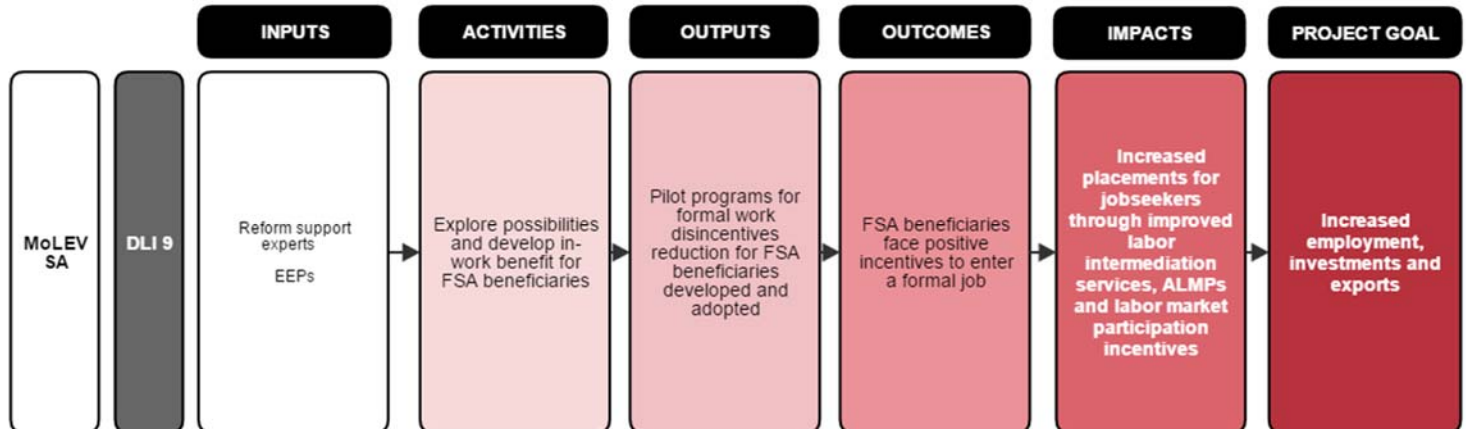 INPUTS
ACTIVITIES
OUTPUTS
OUTCOMES
IMPACTS
PROJECT GOAL
MoLEV
SA
DLI 9
Reform support
experts
EEPs
Explore possibilities
and develop in-
work benefit for
FSA beneficiaries
Pilot programs for
formal work
disincentives
reduction for FSA
beneficiaries
developed and
adopted
FSA beneficiaries
face positive
incentives to enter
a formal job
Increased
placements for
jobseekers
through improved
labor
intermediation
services, ALMPs
and labor market
participation
incentives
Increased
employment,
investments and
exports